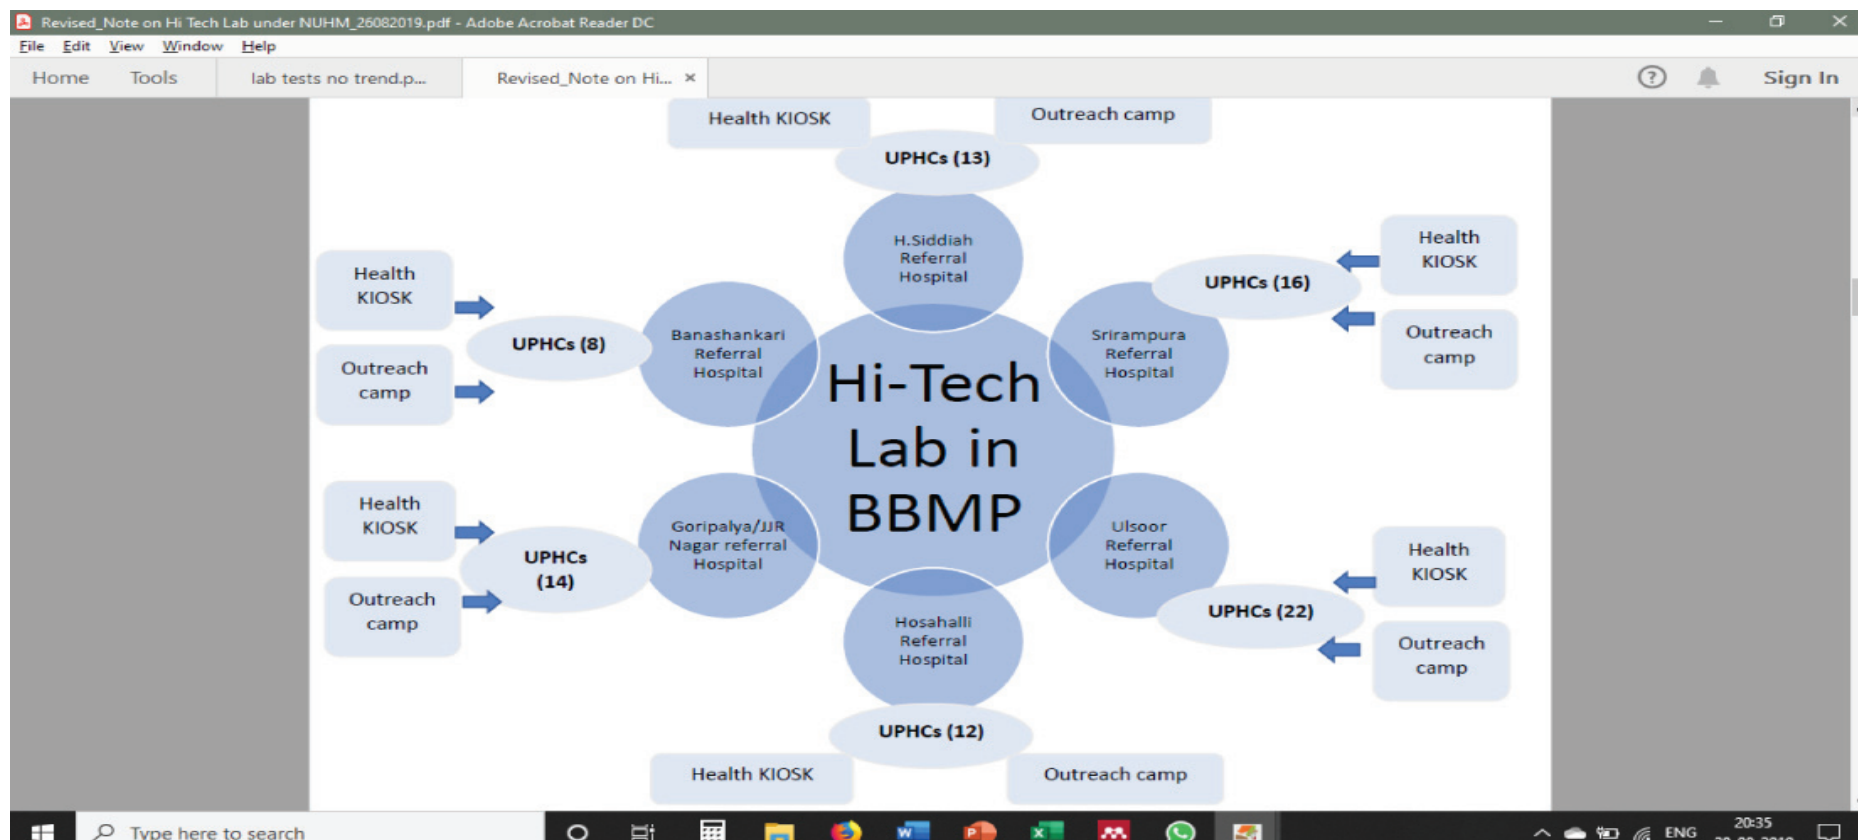 Revised_Note on Hi Tech Lab under NUHM_26082019.pdf - Adobe Acrobat Reader DC
File Edit View Window Help
Home Tools lab tests no trend.p... Revised_Note on Hi... × Sign In
Health KIOSK
Outreach camp
UPHCs (13)
H.Siddiah
Referral
Hospital
Health
KIOSK
Outreach
camp
UPHCs (8)
Banashankari
Referral
Hospital
Hi-Tech
Lab in
BBMP
Srirampura
Referral
Hospital
UPHCs (16)
Health
KIOSK
Outreach
camp
Health
KIOSK
Outreach
camp
UPHCs
(14)
Goripalya/JJR
Nagar referral
Hospital
Ulsoor
Referral
Hospital
UPHCs (22)
Health
KIOSK
Outreach
camp
Hosahalli
Referral
Hospital
UPHCs (12)
Health KIOSK
Outreach camp
Type here to search
ENG
20:35